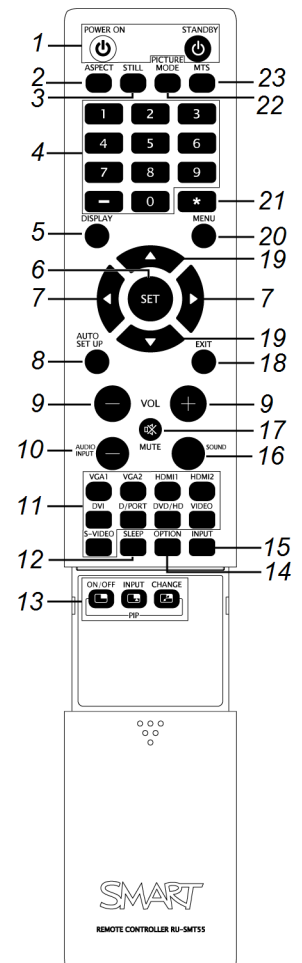 POWER ON STANDBY
1
PICTURE
ASPECT STILL MODE MTS
2 23
3 22
1 2 3
4
4 5 6
7 8 9
− 0 *
21
DISPLAY MENU
5 20
6 19
7 SET 7
19
AUTO
SET UP EXIT
8 18
9 − VOL + 9
17
MUTE
10 AUDIO
INPUT − SOUND
16
VGA1 VGA2 HDMI1 HDMI2
11
DVI D/PORT DVD/HD VIDEO
S-VIDEO SLEEP OPTION INPUT
12 15
14
ON/OFF INPUT CHANGE
13
PIP
SMART
REMOTE CONTROLLER RU-SMT55